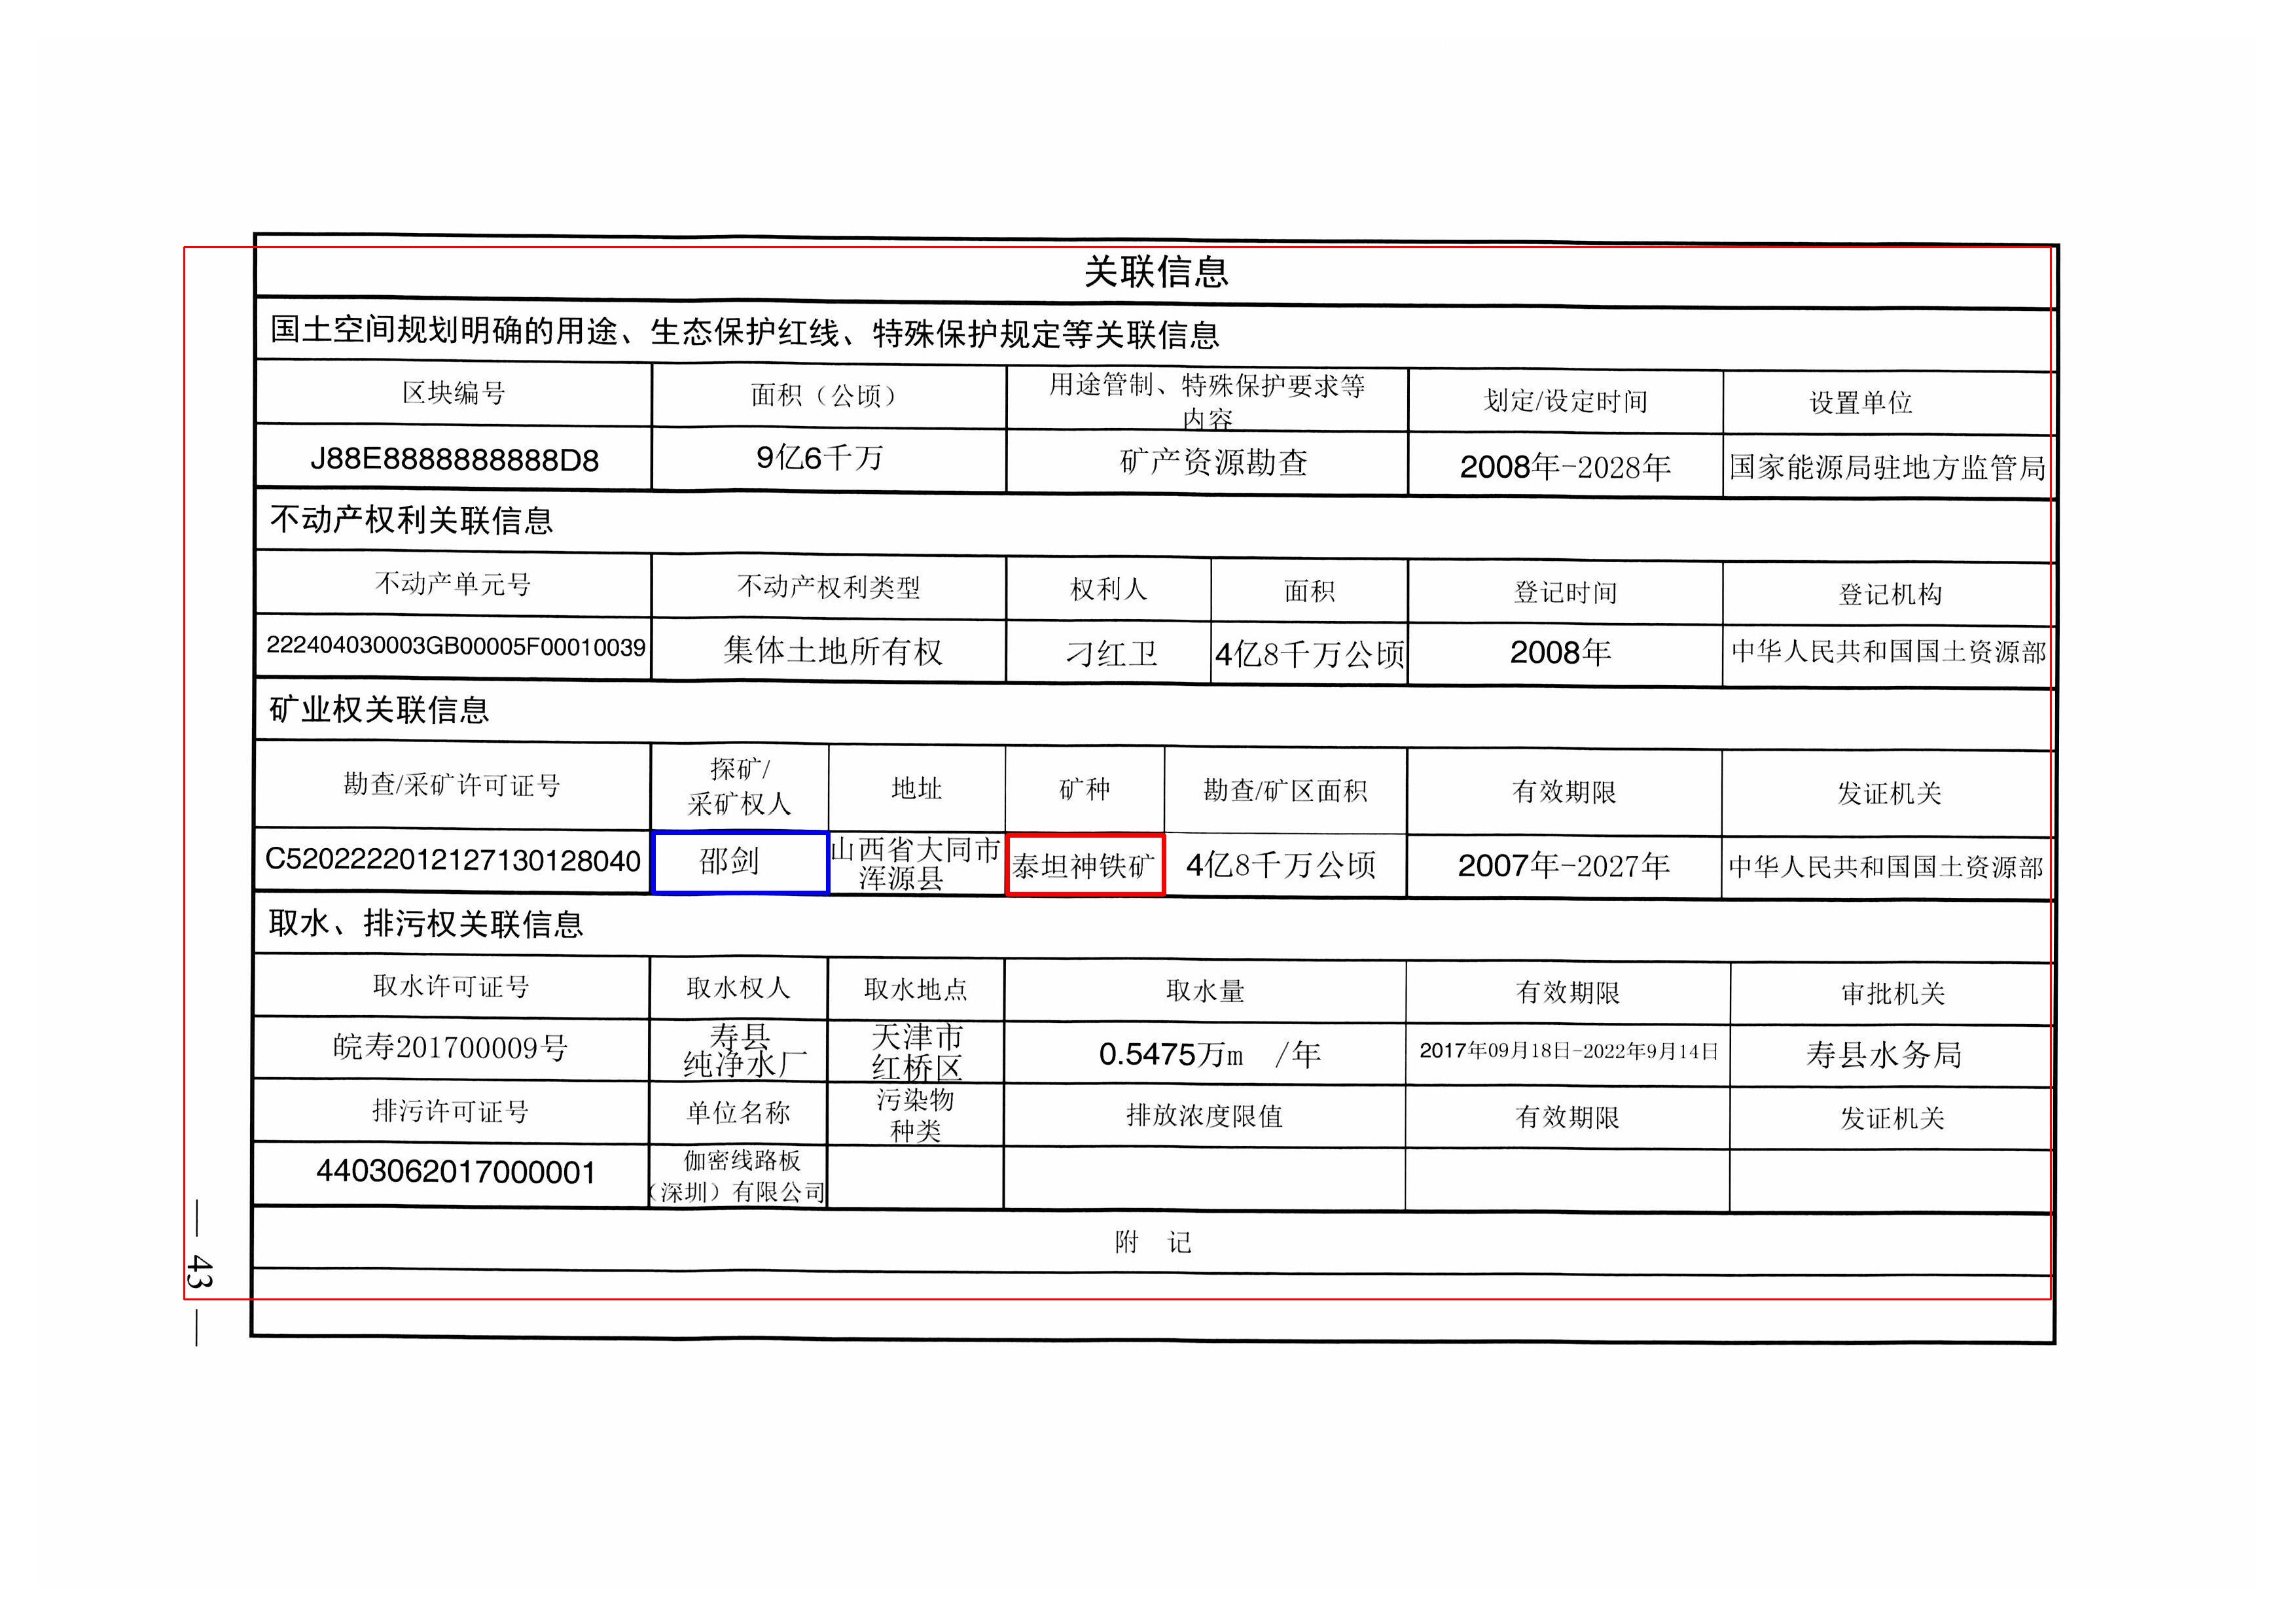 关联信息
国土空间规划明确的用途、生态保护红线、特殊保护规定等关联信息
区块编号 面积（公顷） 用途管制、特殊保护要求等 划定/设定时间 设置单位
内容
J88E8888888888D8 9亿6千万 矿产资源勘查 2008年-2028年 国家能源局驻地方监管局
不动产权利关联信息
不动产单元号 不动产权利类型 权利人 面积 登记时间 登记机构
222404030003GB00005F00010039 集体土地所有权 刁红卫 4亿8千万公顷 2008年 中华人民共和国国土资源部
矿业权关联信息
勘查/采矿许可证号 探矿/ 地址 矿种 勘查/矿区面积 有效期限 发证机关
采矿权人
C5202222012127130128040 邵剑 山西省大同市 泰坦神铁矿 4亿8千万公顷 2007年-2027年 中华人民共和国国土资源部
浑源县
取水、排污权关联信息
取水许可证号 取水权人 取水地点 取水量 有效期限 审批机关
皖寿201700009号 寿县 天津市 0.5475万m /年 2017年09月18日-2022年9月14日 寿县水务局
纯净水厂 红桥区
排污许可证号 单位名称 污染物 排放浓度限值 有效期限 发证机关
种类
4403062017000001 伽密线路板
（深圳）有限公司
附 记
— 43 —